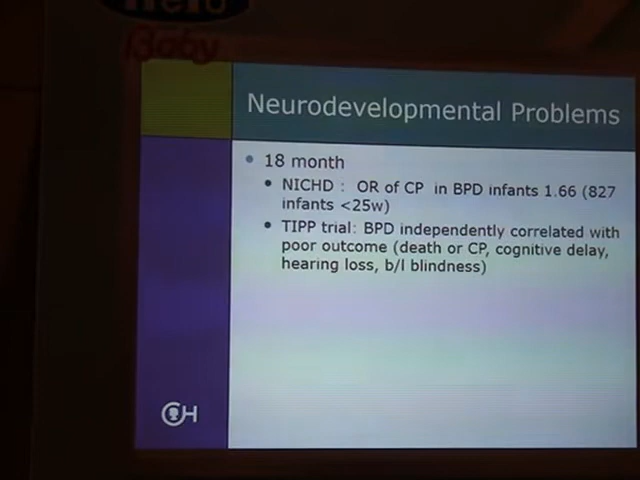 Baby
Neurodevelopmental Problems
18 month
NICHD : OR of CP in BPD infants 1.66 (827
infants <25w)
TIPP trial: BPD independently correlated with
poor outcome (death or CP, cognitive delay,
hearing loss, b/l blindness)